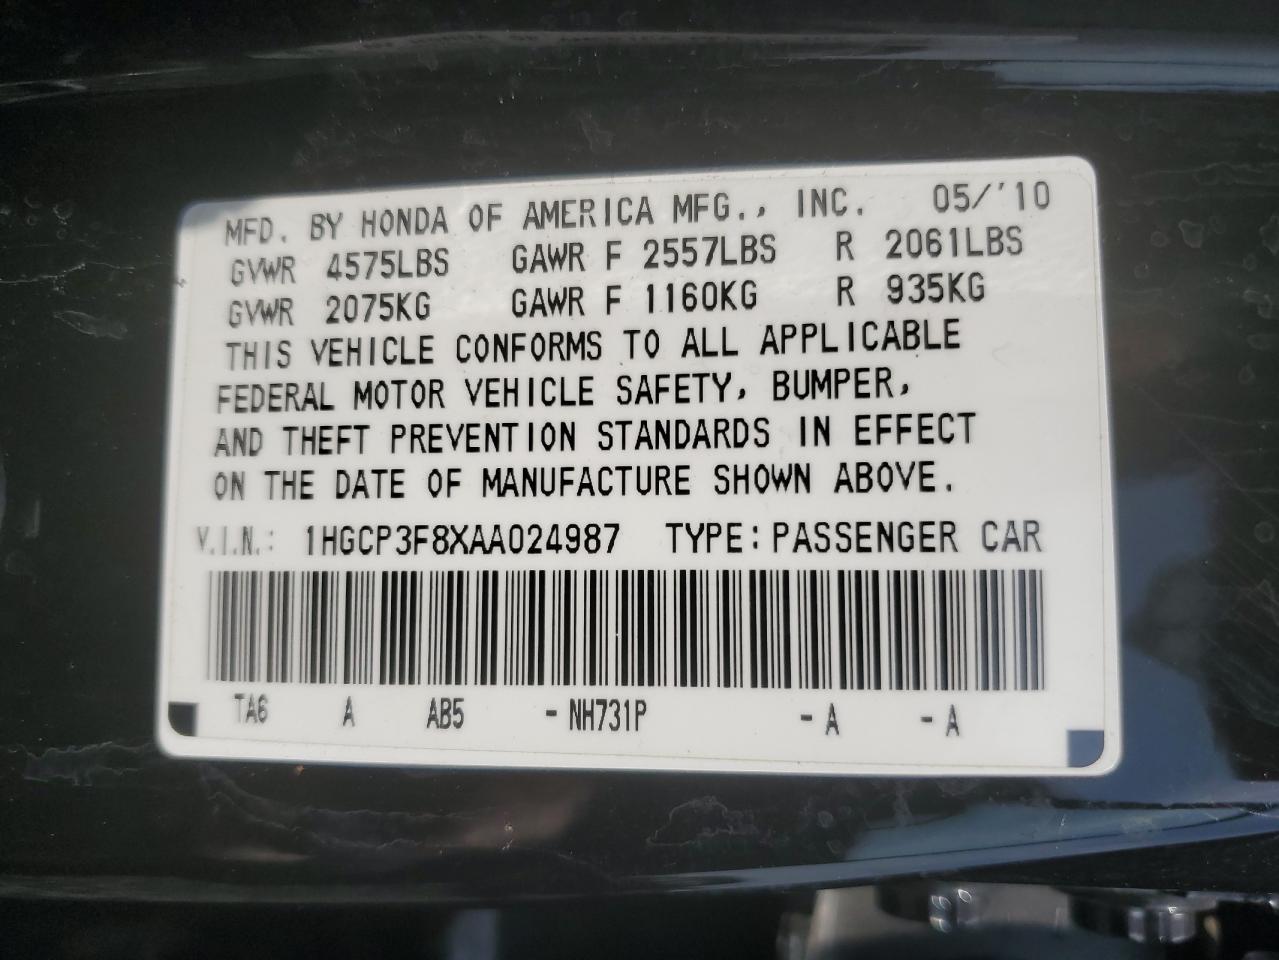 MFD. BY HONDA OF AMERICA MFG., INC. 05/'10
GVWR 4575LBS GAWR F 2557LBS R 2061LBS
GVWR 2075KG GAWR F 1160KG R 935KG
THIS VEHICLE CONFORMS TO ALL APPLICABLE
FEDERAL MOTOR VEHICLE SAFETY, BUMPER,
AND THEFT PREVENTION STANDARDS IN EFFECT
ON THE DATE OF MANUFACTURE SHOWN ABOVE.
V.I.N.: 1HGCP3F8XAA024987 TYPE: PASSENGER CAR
TA6 A AB5 - NH731P - A - A